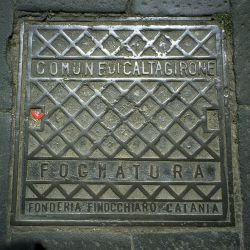 COMUNE DI CALTAGIRONE
FOGNATURA
FONDERIA FINOCCHIARO CATANIA